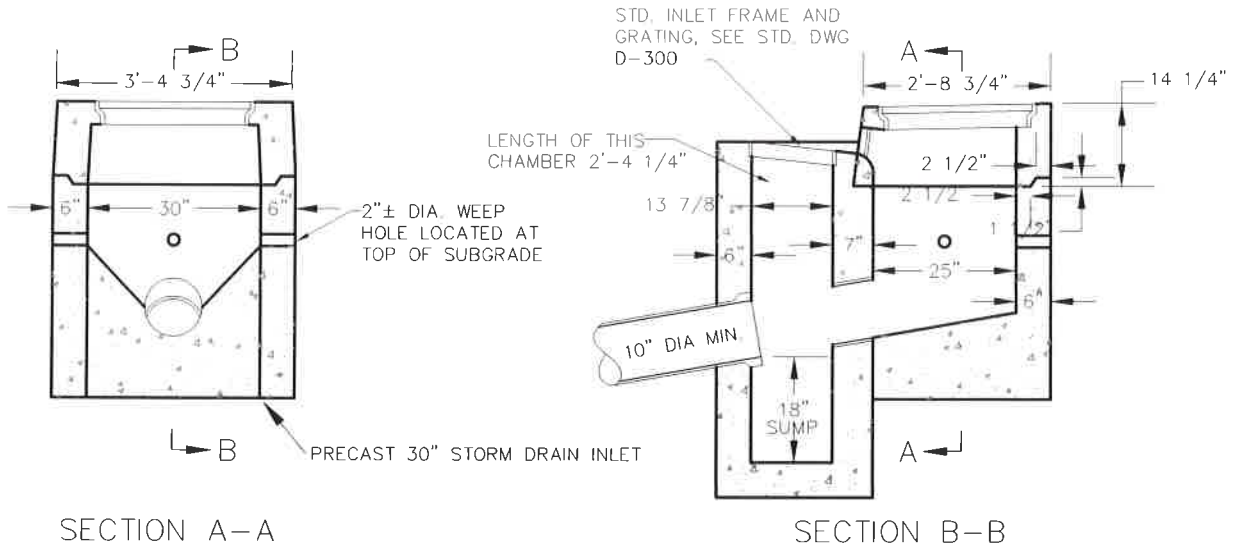 B
3'-4 3/4"
6"
30"
6"
2"± DIA. WEEP
HOLE LOCATED AT
TOP OF SUBGRADE
B
PRECAST 30" STORM DRAIN INLET
SECTION A-A
STD. INLET FRAME AND
GRATING, SEE STD. DWG
D-300
A
2'-8 3/4"
14 1/4"
LENGTH OF THIS
CHAMBER 2'-4 1/4"
2 1/2"
13 7/8"
2 1/2"
1 1/2"
6"
7"
25"
6"
10" DIA MIN.
18"
SUMP
A
SECTION B-B